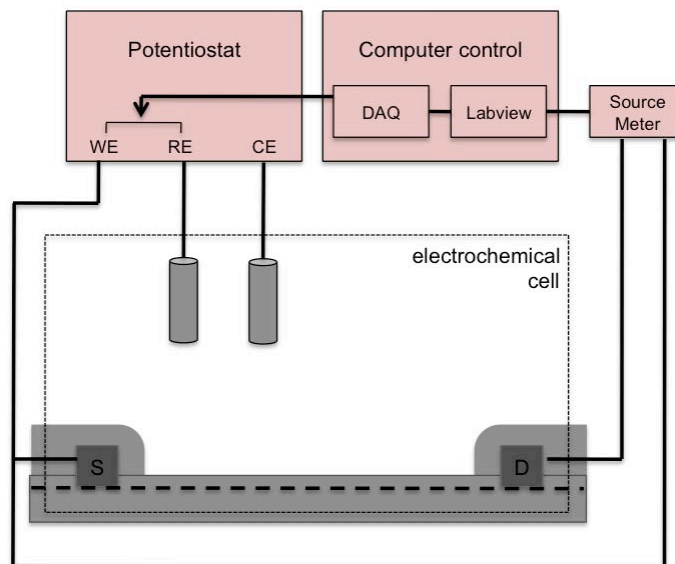 Potentiostat
Computer control
DAQ
Labview
Source
Meter
WE
RE
CE
electrochemical
cell
S
D